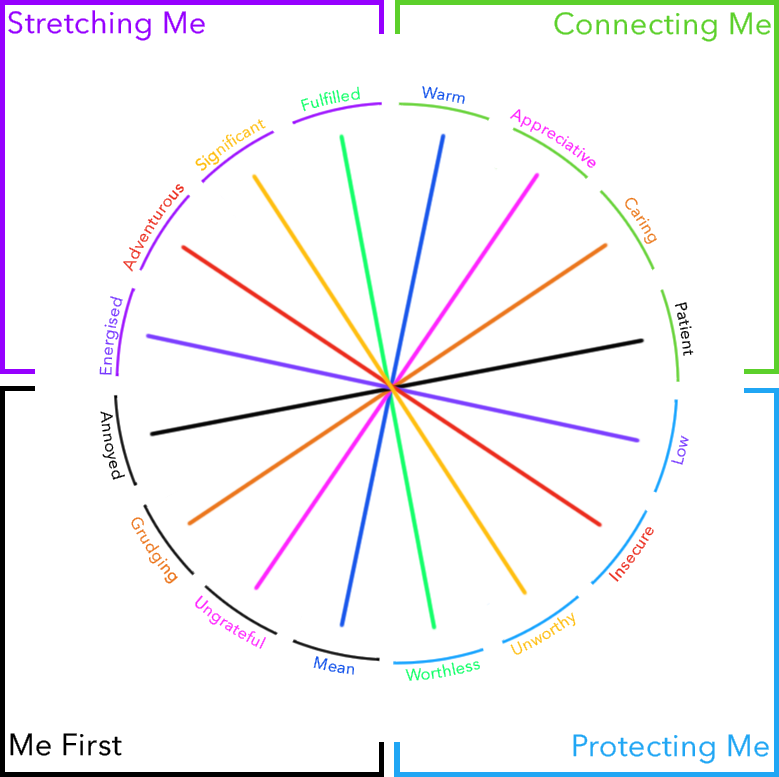 Stretching Me
Connecting Me
Fulfilled
Warm
Significant
Appreciative
Adventurous
Caring
Energised
Patient
Annoyed
Low
Grudging
Insecure
Ungrateful
Unworthy
Mean
Worthless
Me First
Protecting Me